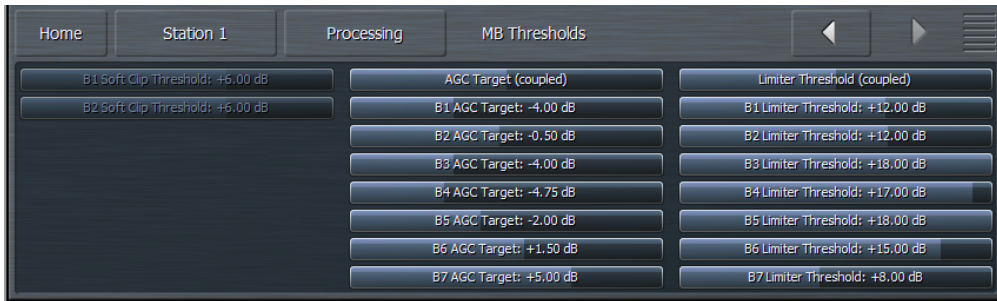 Home
Station 1
Processing
MB Thresholds
B1 Soft Clip Threshold: +6.00 dB
B2 Soft Clip Threshold: +6.00 dB
AGC Target (coupled)
B1 AGC Target: -4.00 dB
B2 AGC Target: -0.50 dB
B3 AGC Target: -4.00 dB
B4 AGC Target: -4.75 dB
B5 AGC Target: -2.00 dB
B6 AGC Target: +1.50 dB
B7 AGC Target: +5.00 dB
Limiter Threshold (coupled)
B1 Limiter Threshold: +12.00 dB
B2 Limiter Threshold: +12.00 dB
B3 Limiter Threshold: +18.00 dB
B4 Limiter Threshold: +17.00 dB
B5 Limiter Threshold: +18.00 dB
B6 Limiter Threshold: +15.00 dB
B7 Limiter Threshold: +8.00 dB